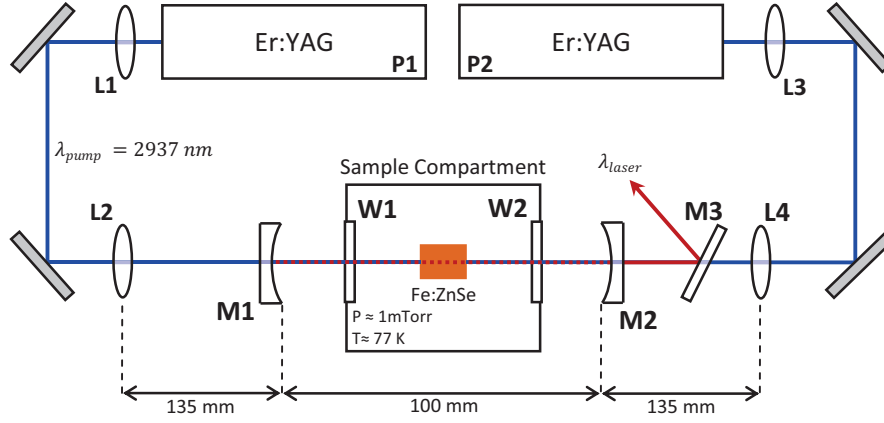 Er:YAG
P1
Er:YAG
P2
L1
L3
λpump = 2937 nm
Sample Compartment
λlaser
L2
W1
W2
M3
L4
Fe:ZnSe
M1
P ≈ 1mTorr
M2
T≈ 77 K
135 mm
100 mm
135 mm